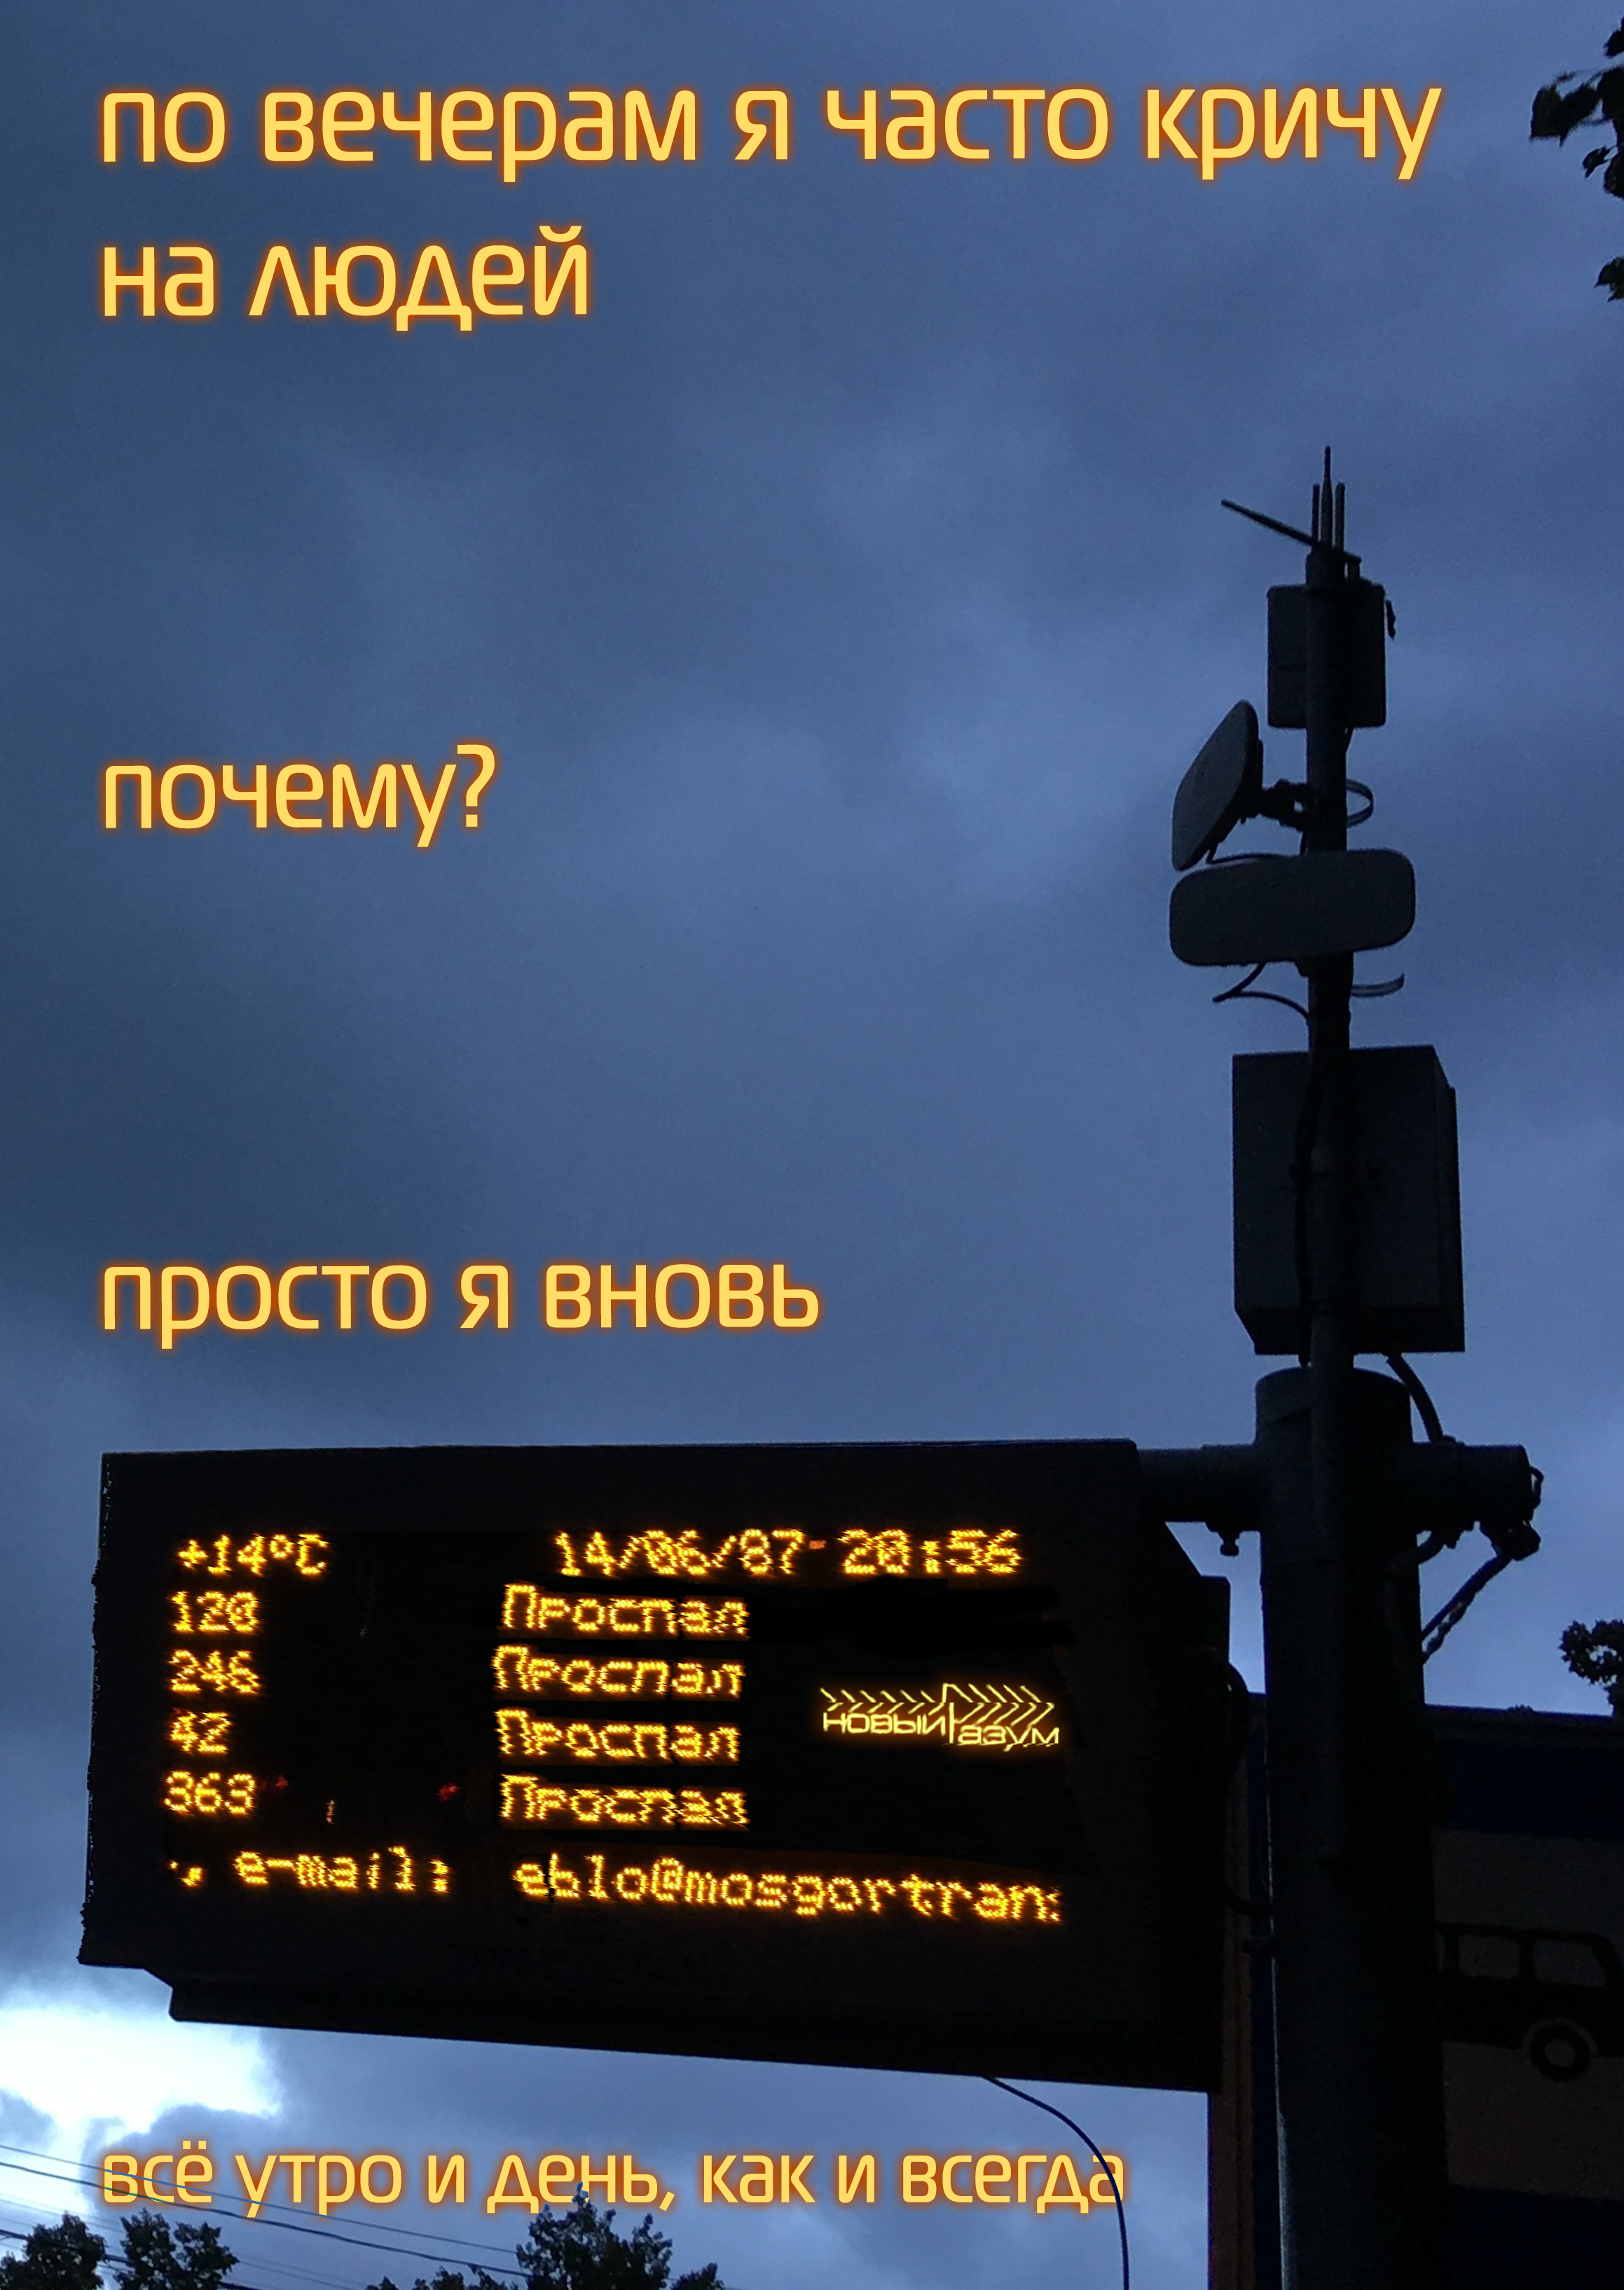 по вечерам я часто кричу
на людей
почему?
просто я вновь
+14°C 14/06/87 20:56
120 Проспал
246 Проспал
42 Проспал
363 Проспал
новый Разум
e-mail: eblo@mosgortrans
всё утро и день, как и всегда